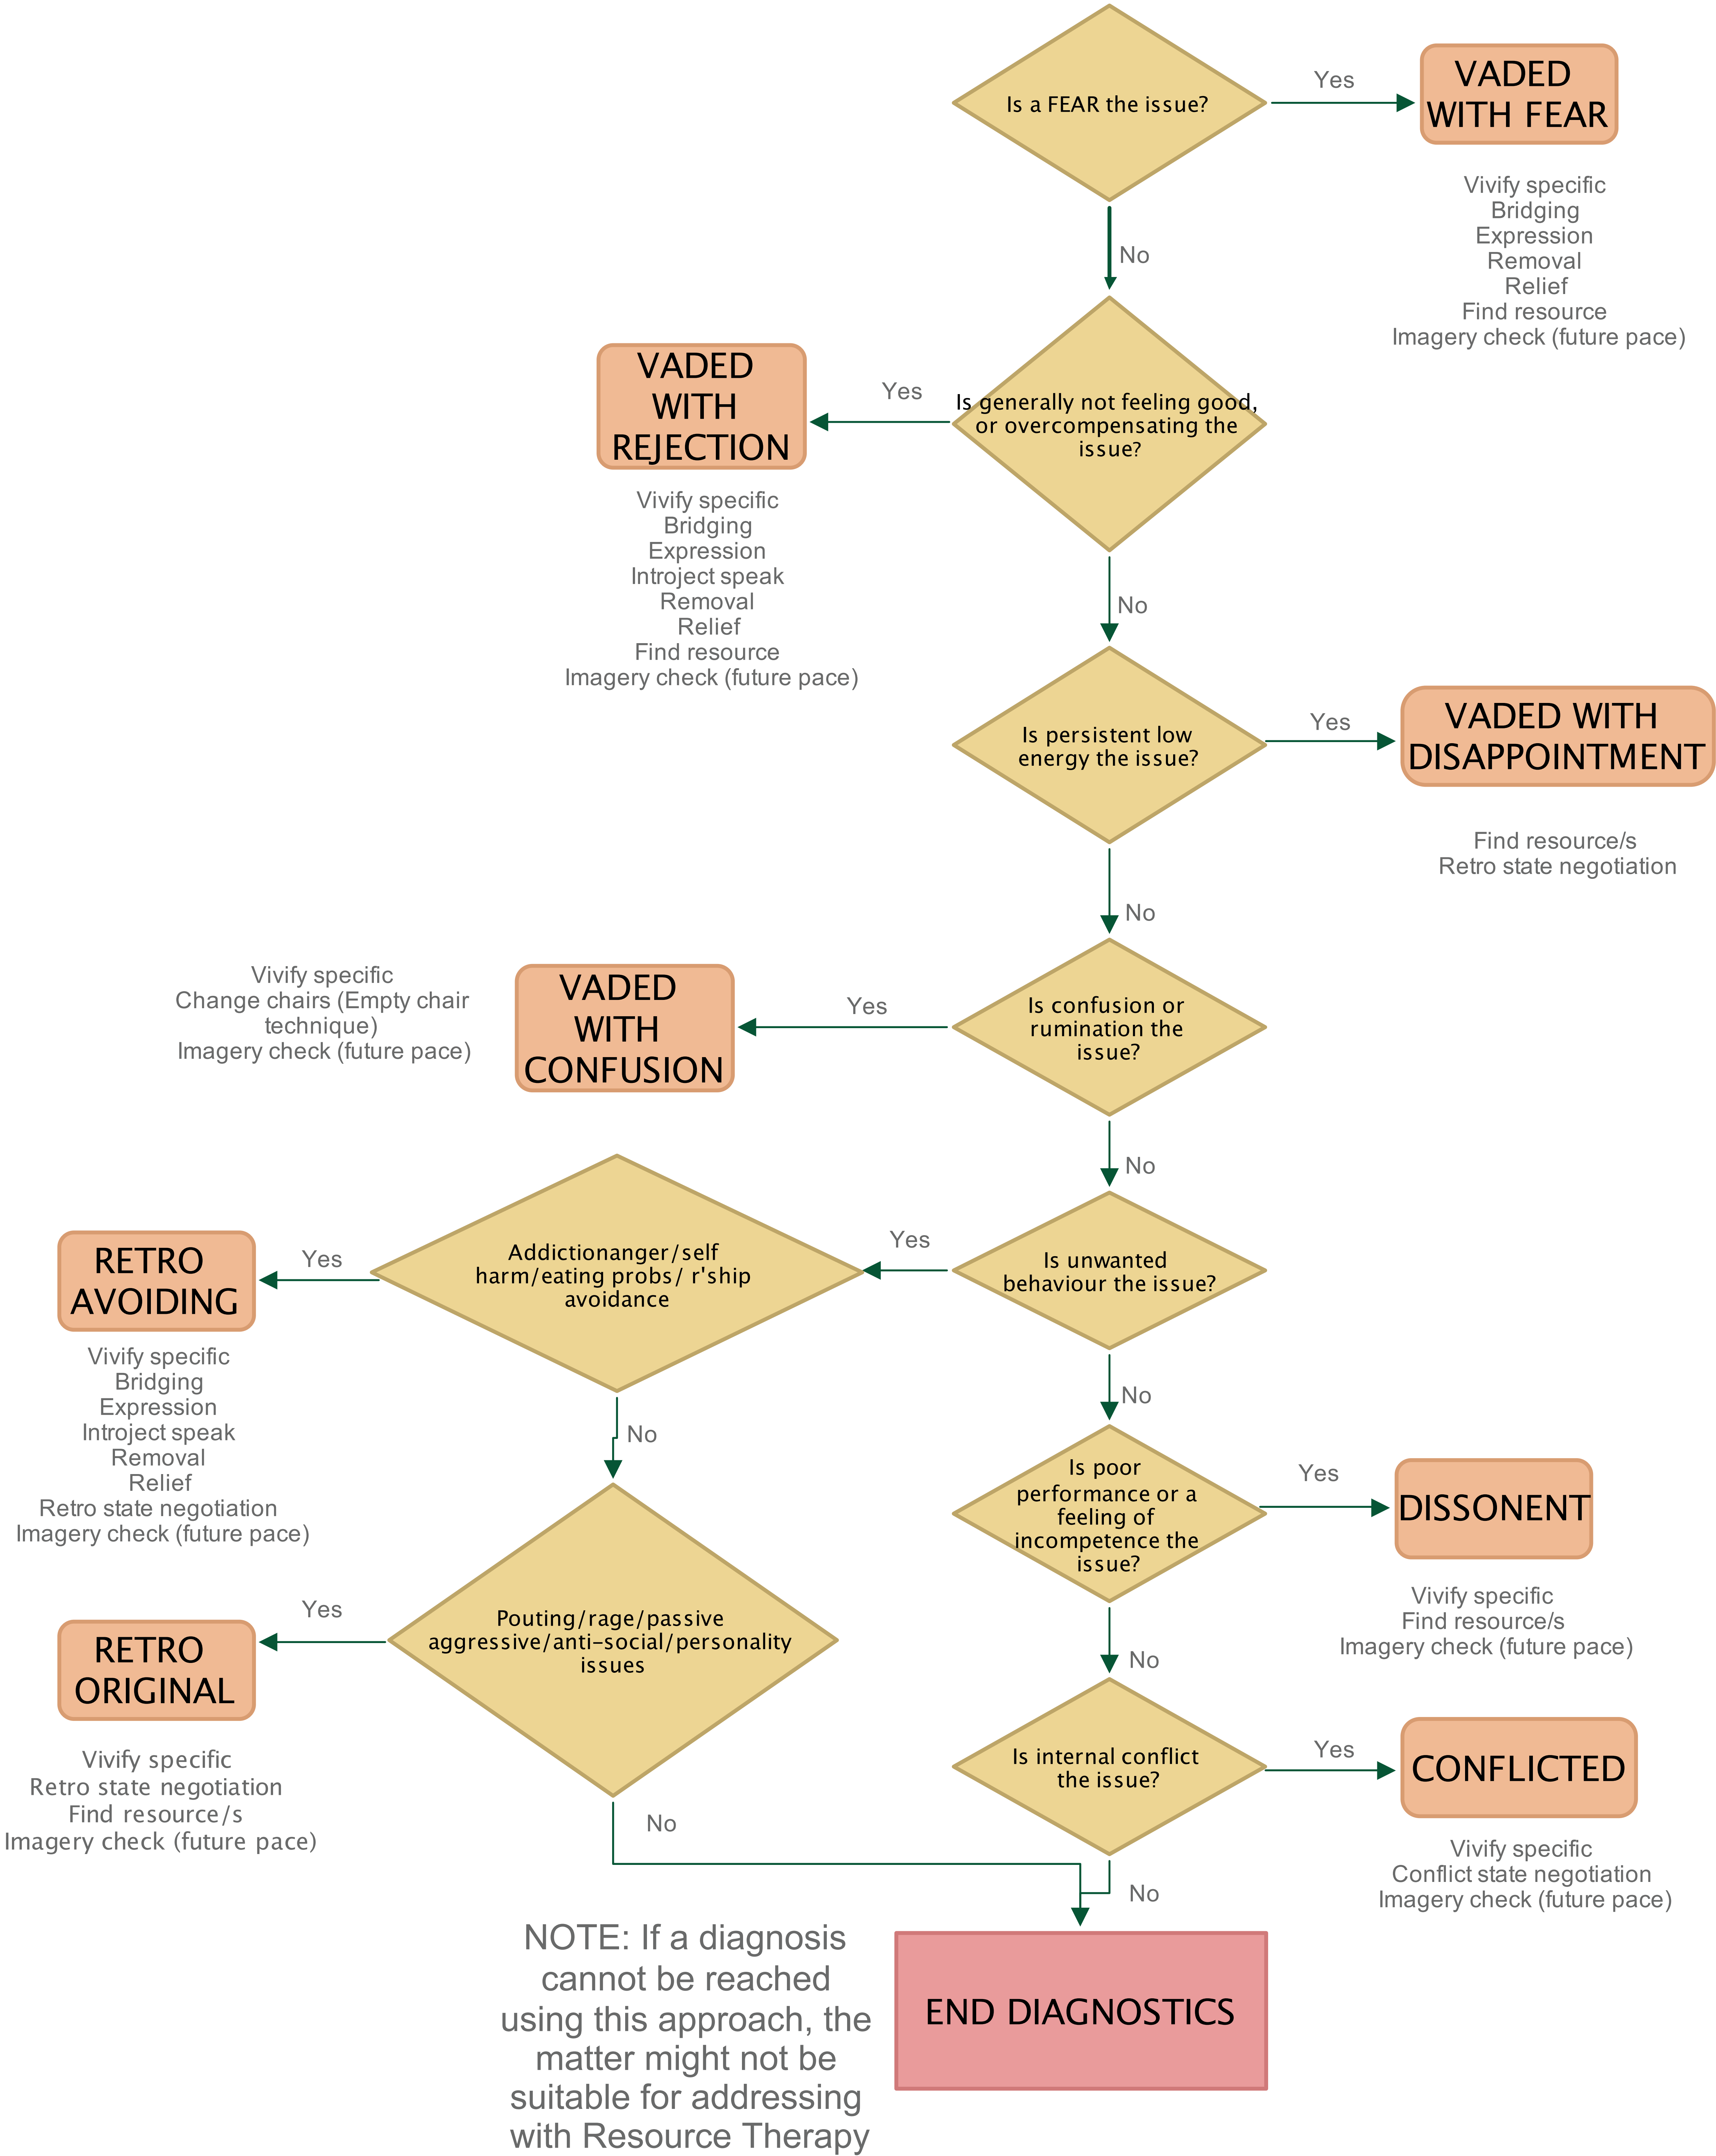 Is a FEAR the issue?
Yes
VADED
WITH FEAR
Vivify specific
Bridging
Expression
Removal
Relief
Find resource
Imagery check (future pace)
No
Is generally not feeling good,
or overcompensating the
issue?
Yes
VADED
WITH
REJECTION
Vivify specific
Bridging
Expression
Introject speak
Removal
Relief
Find resource
Imagery check (future pace)
No
Is persistent low
energy the issue?
Yes
VADED WITH
DISAPPOINTMENT
Find resource/s
Retro state negotiation
No
Is confusion or
rumination the
issue?
Yes
VADED
WITH
CONFUSION
Vivify specific
Change chairs (Empty chair
technique)
Imagery check (future pace)
No
Is unwanted
behaviour the issue?
Yes
Addictionanger/self
harm/eating probs/ r'ship
avoidance
Yes
RETRO
AVOIDING
Vivify specific
Bridging
Expression
Introject speak
Removal
Relief
Retro state negotiation
Imagery check (future pace)
No
Pouting/rage/passive
aggressive/anti-social/personality
issues
Yes
RETRO
ORIGINAL
Vivify specific
Retro state negotiation
Find resource/s
Imagery check (future pace)
No
No
Is poor
performance or a
feeling of
incompetence the
issue?
Yes
DISSONENT
Vivify specific
Find resource/s
Imagery check (future pace)
No
Is internal conflict
the issue?
Yes
CONFLICTED
Vivify specific
Conflict state negotiation
Imagery check (future pace)
No
END DIAGNOSTICS
NOTE: If a diagnosis
cannot be reached
using this approach, the
matter might not be
suitable for addressing
with Resource Therapy